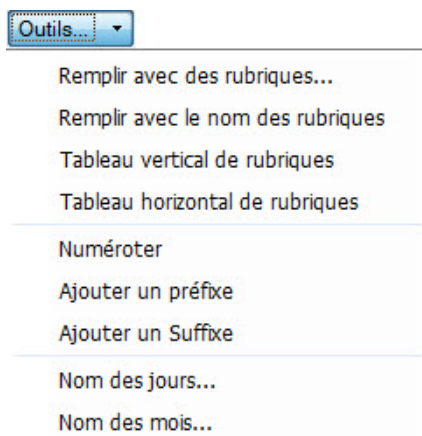 Outils...
Remplir avec des rubriques...
Remplir avec le nom des rubriques
Tableau vertical de rubriques
Tableau horizontal de rubriques
Numéroter
Ajouter un préfixe
Ajouter un Suffixe
Nom des jours...
Nom des mois...